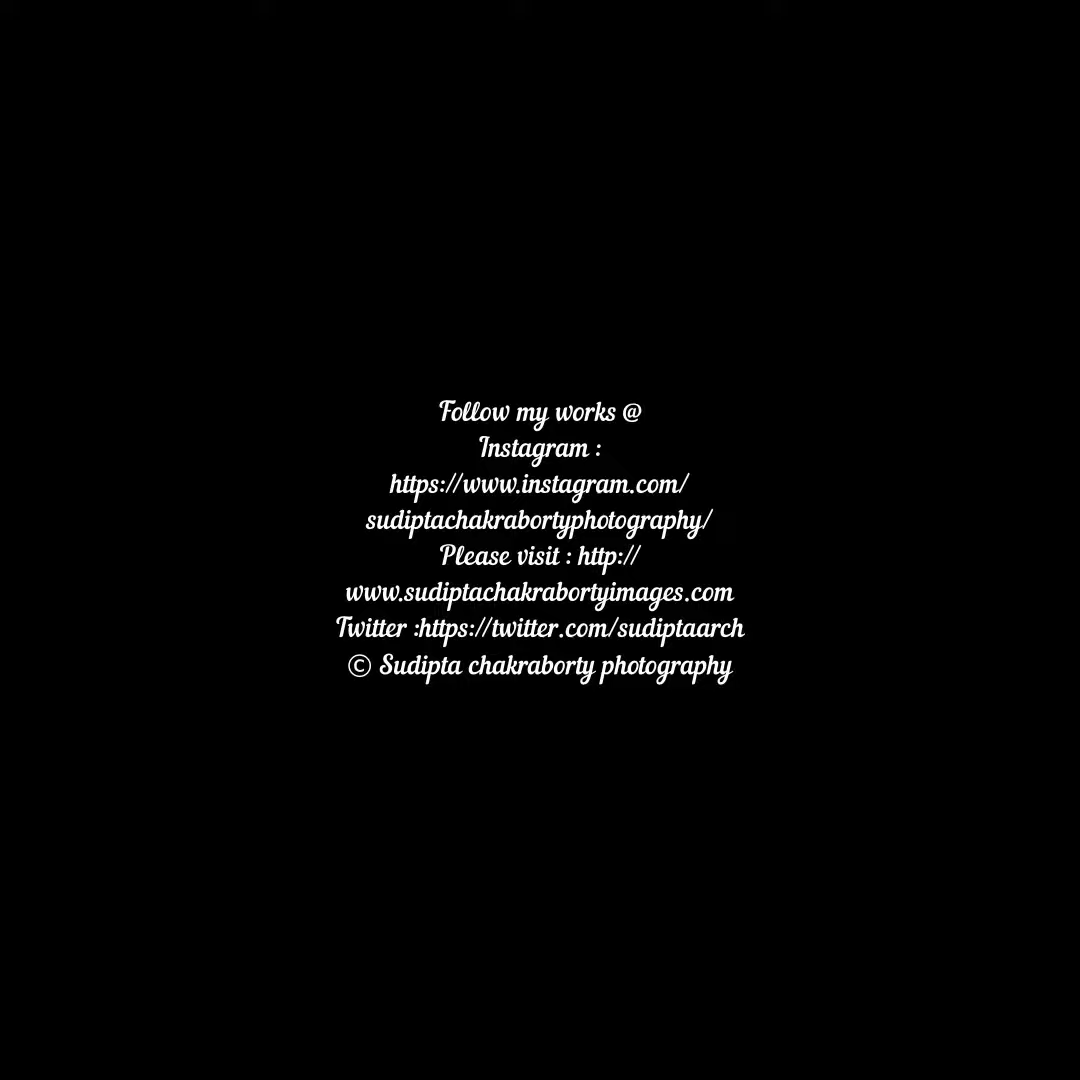 Follow my works @
Instagram :
https://www.instagram.com/
sudiptachakrabortyphotography/
Please visit : http://
www.sudiptachakrabortyimages.com
Twitter :https://twitter.com/sudiptaarch
© Sudipta chakraborty photography